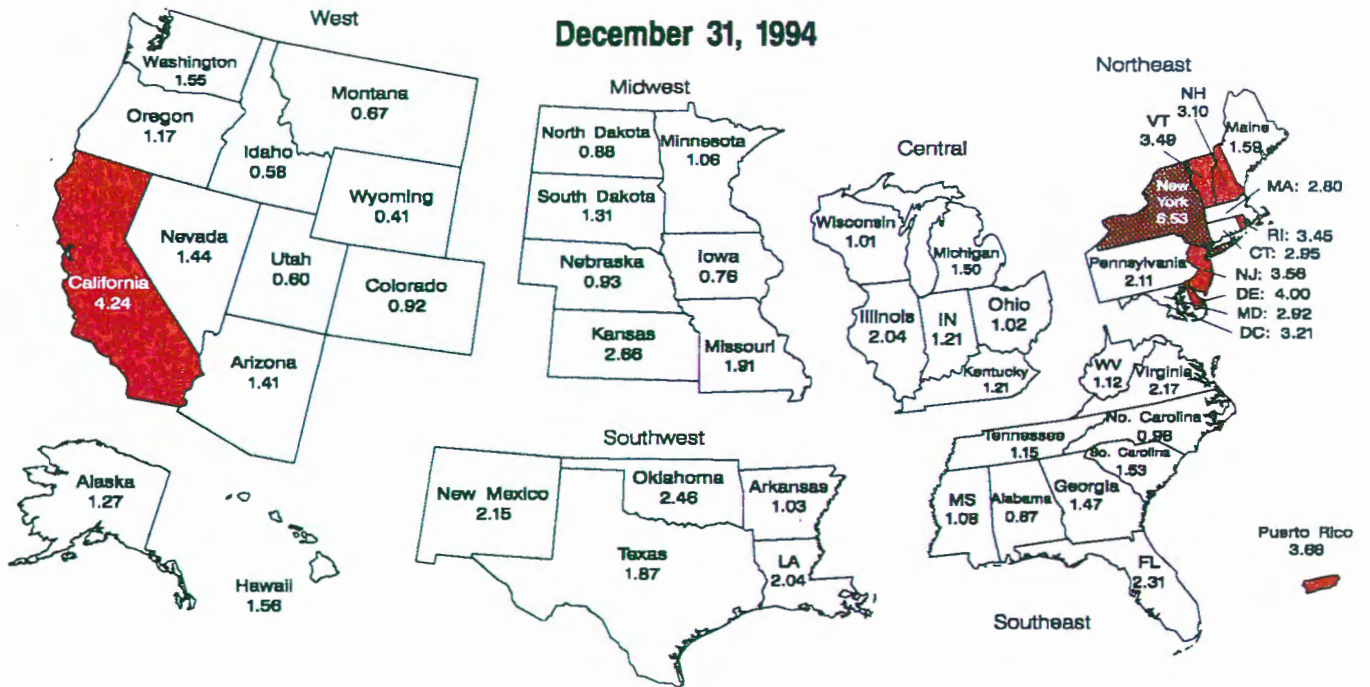 December 31, 1994
West
Washington
1.55
Oregon
1.17
Montana
0.67
Idaho
0.58
Wyoming
0.41
Nevada
1.44
Utah
0.60
Colorado
0.92
California
4.24
Arizona
1.41
Alaska
1.27
Hawaii
1.56
Midwest
North Dakota
0.88
Minnesota
1.06
South Dakota
1.31
Nebraska
0.93
Iowa
0.76
Kansas
2.66
Missouri
1.91
Central
Wisconsin
1.01
Michigan
1.50
Illinois
2.04
IN
1.21
Ohio
1.02
Kentucky
1.21
Northeast
NH
3.10
VT
3.49
Maine
1.59
New
York
6.53
MA: 2.80
RI: 3.45
CT: 2.95
Pennsylvania
2.11
NJ: 3.56
DE: 4.00
MD: 2.92
DC: 3.21
Southwest
New Mexico
2.15
Oklahoma
2.46
Arkansas
1.03
Texas
1.87
LA
2.04
WV
1.12
Virginia
2.17
No. Carolina
0.98
Tennessee
1.15
So. Carolina
1.53
MS
1.08
Alabama
0.87
Georgia
1.47
FL
2.31
Southeast
Puerto Rico
3.68